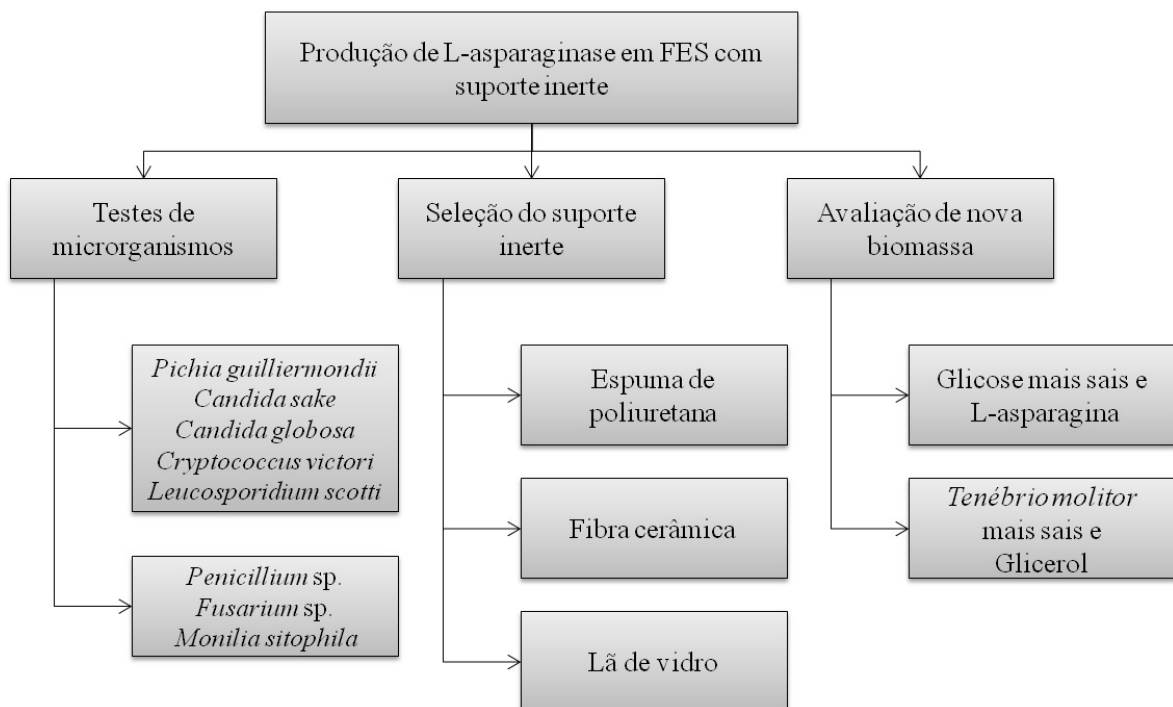 Produção de L-asparaginase em FES com
suporte inerte
Testes de
microrganismos
Seleção do suporte
inerte
Avaliação de nova
biomassa
Pichia guilliermondii
Candida sake
Candida globosa
Cryptococcus victori
Leucosporidium scotti
Penicillium sp.
Fusarium sp.
Monilia sitophila
Espuma de
poliuretana
Fibra cerâmica
Lã de vidro
Glicose mais sais e
L-asparagina
Tenébrio molitor
mais sais e
Glicerol